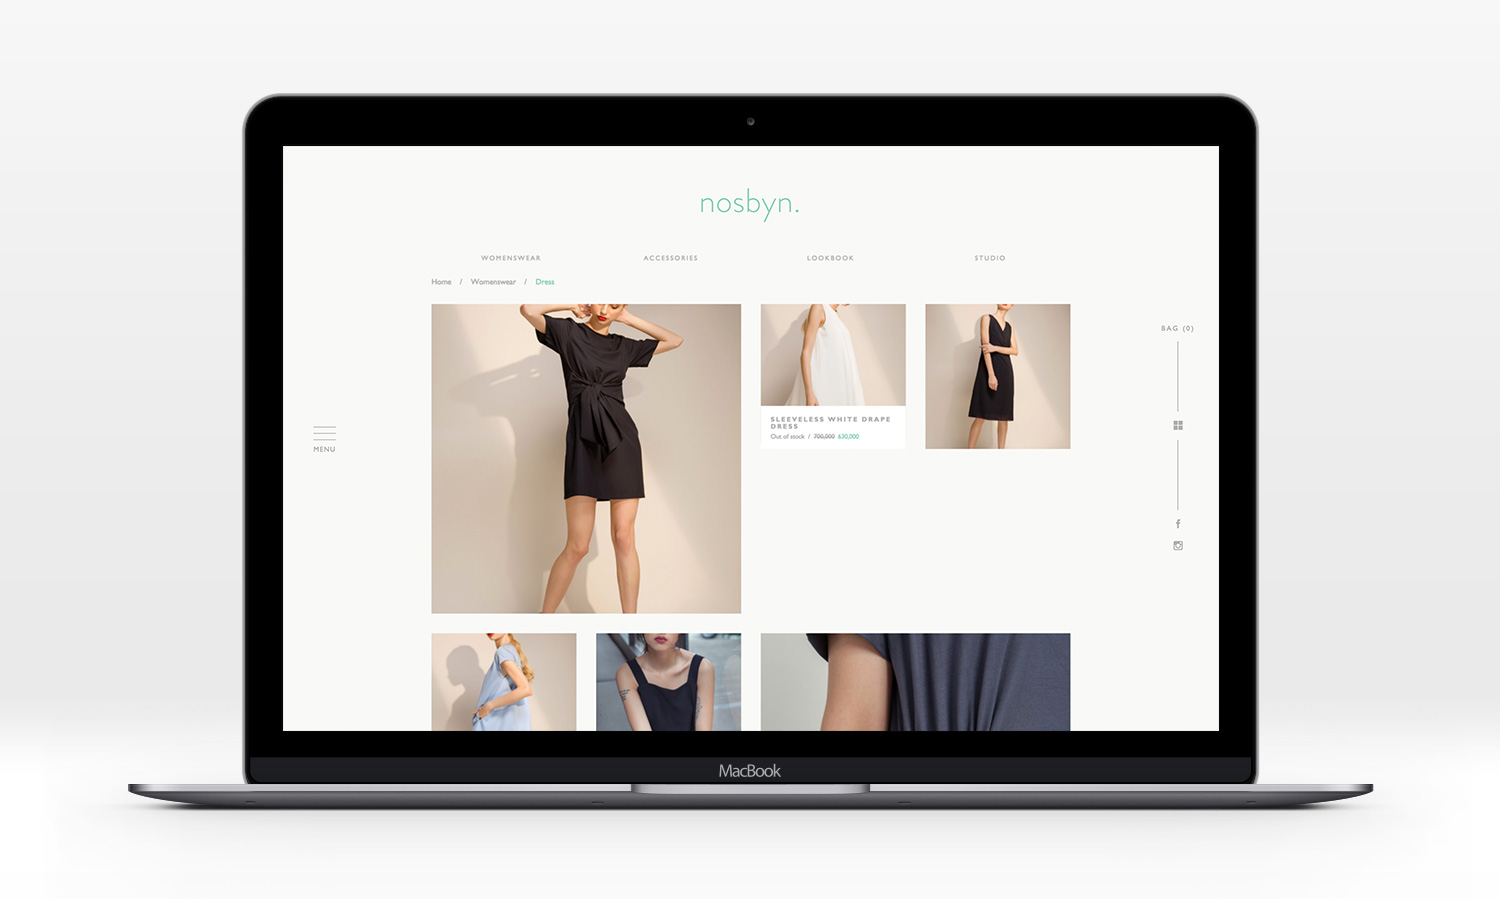 nosbyn.
WOMENSWEAR
ACCESSORIES
LOOKBOOK
STUDIO
Home / Womenswear / Dress
BAG (0)
SLEEVELESS WHITE DRAPE
DRESS
Out of stock / 700,000 630,000
MENU
MacBook